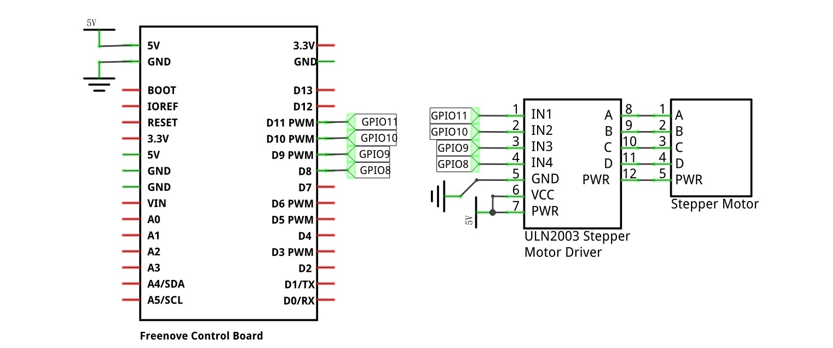 5V
5V
GND
BOOT
IOREF
RESET
3.3V
5V
GND
GND
VIN
A0
A1
A2
A3
A4/SDA
A5/SCL
3.3V
GND
D13
D12
D11 PWM
D10 PWM
D9 PWM
D8
D7
D6 PWM
D5 PWM
D4
D3 PWM
D2
D1/TX
D0/RX
GPIO11
GPIO10
GPIO9
GPIO8
Freenove Control Board
GPIO11
GPIO10
GPIO9
GPIO8
5V
1
2
3
4
5
6
7
IN1
IN2
IN3
IN4
GND
VCC
PWR
A
B
C
D
PWR
8
9
10
11
12
ULN2003 Stepper
Motor Driver
1
2
3
4
5
A
B
C
D
PWR
Stepper Motor